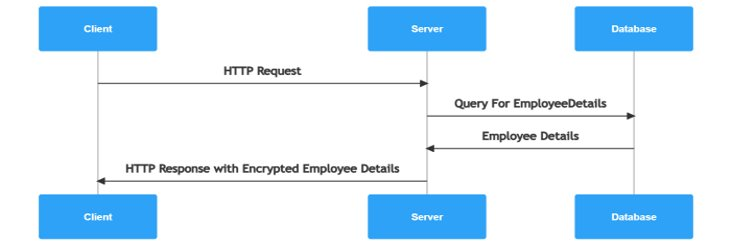 Client
Server
Database
HTTP Request
Query For EmployeeDetails
Employee Details
HTTP Response with Encrypted Employee Details
Client
Server
Database